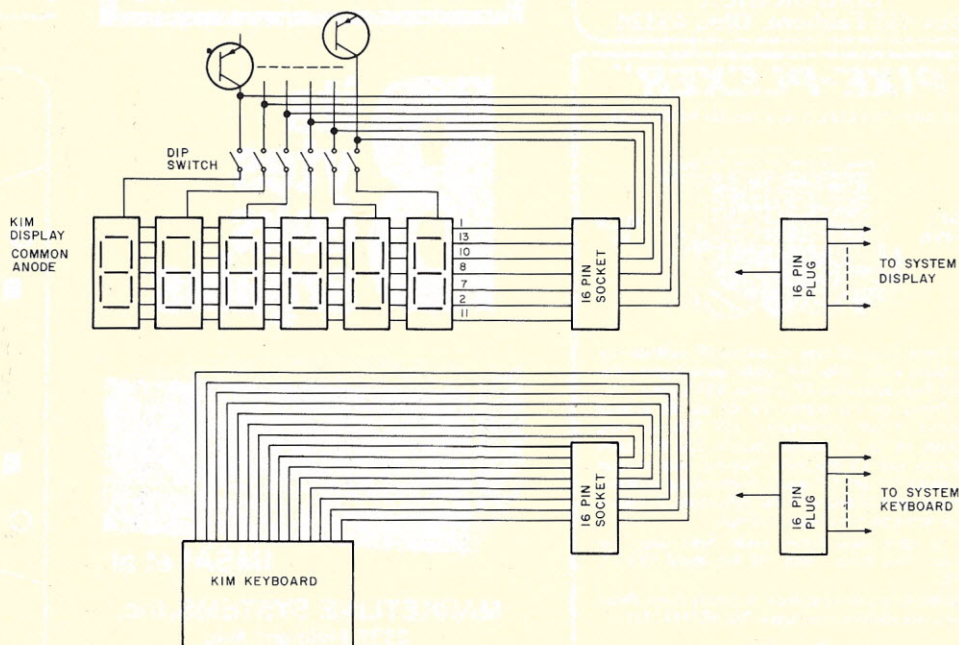 DIP
SWITCH
KIM
DISPLAY
COMMON
ANODE
1
13
10
8
7
2
11
16 PIN
SOCKET
16 PIN
PLUG
TO SYSTEM
DISPLAY
KIM KEYBOARD
16 PIN
SOCKET
16 PIN
PLUG
TO SYSTEM
KEYBOARD